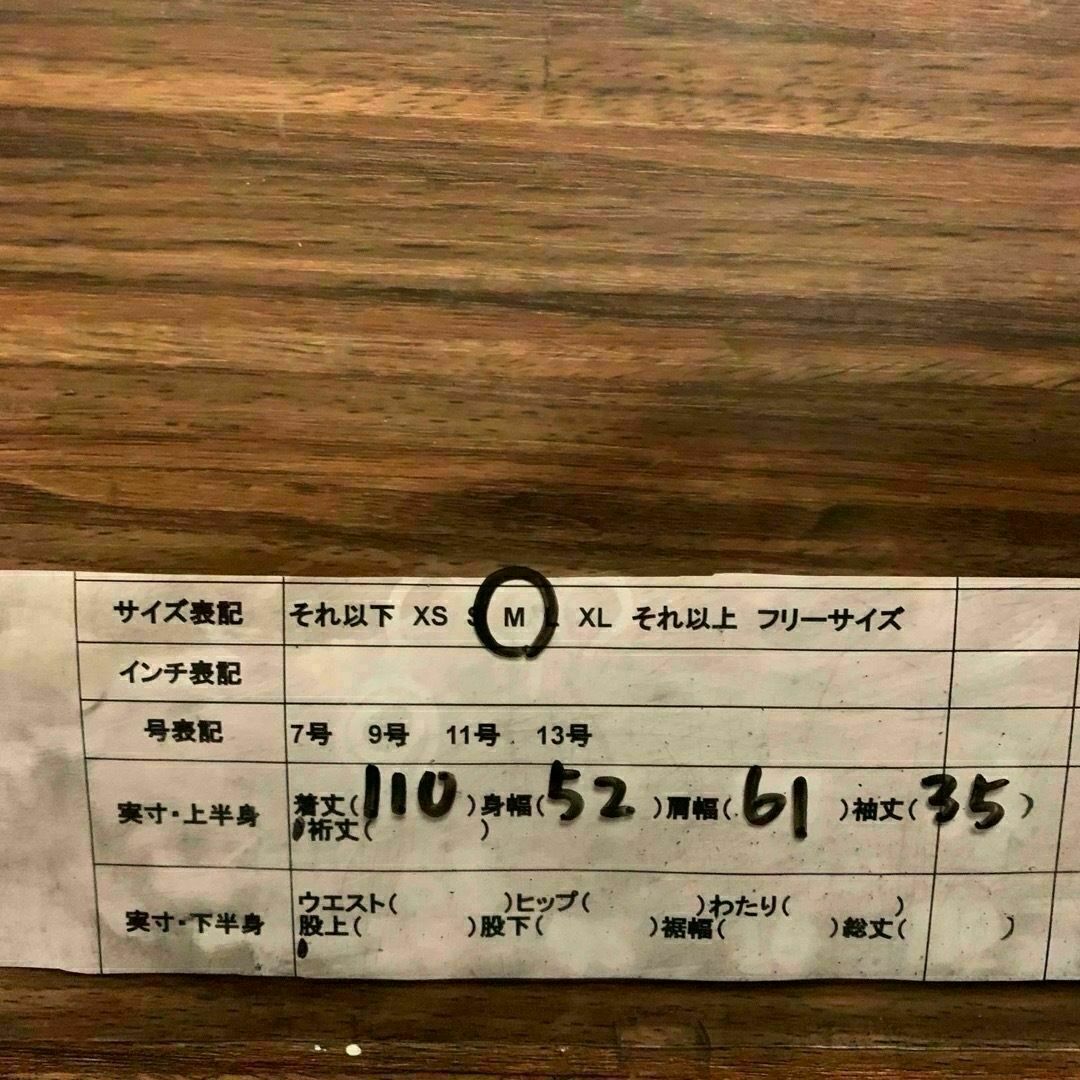 サイズ表記 それ以下 XS S M L XL それ以上 フリーサイズ
インチ表記
号表記 7号 9号 11号 13号
実寸・上半身 着丈(110)身幅(52)肩幅(61)袖丈(35)
裄丈( )
実寸・下半身 ウエスト( )ヒップ( )わたり( )
股上( )股下( )裾幅( )総丈( )